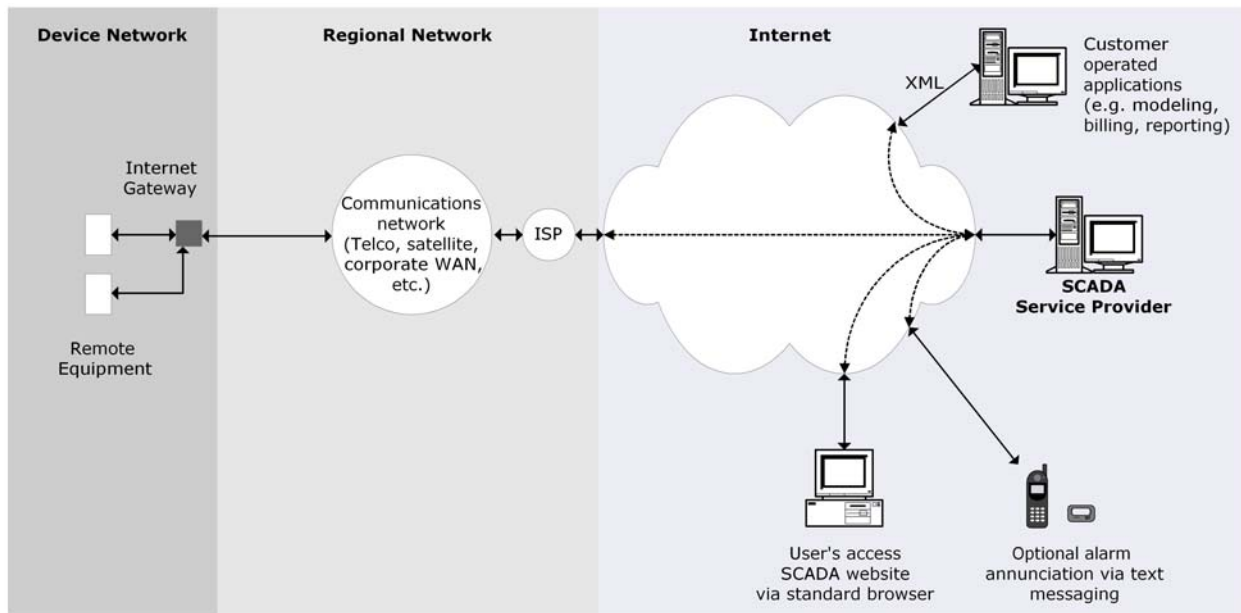 Device Network
Regional Network
Internet
Customer
operated
applications
(e.g. modeling,
billing, reporting)
XML
Internet
Gateway
Communications
network
(Telco, satellite,
corporate WAN,
etc.)
ISP
SCADA
Service Provider
Remote
Equipment
User's access
SCADA website
via standard browser
Optional alarm
annunciation via text
messaging